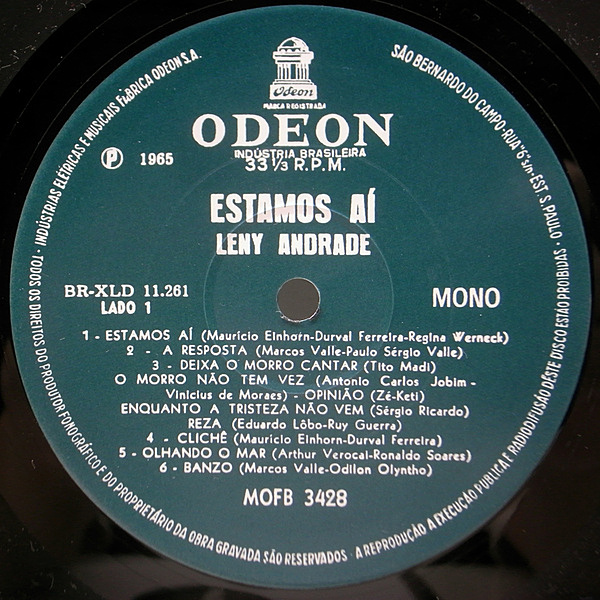 INDÚSTRIAS ELÉTRICAS E MUSICAIS FÁBRICA ODEON S.A.
SÃO BERNARDO DO CAMPO-RUA "6" s/n-EST. S. PAULO
Odeon
MARCA REGISTRADA
ODEON
INDÚSTRIA BRASILEIRA
33 1/3 R.P.M.
Ⓟ 1965
ESTAMOS AÍ
LENY ANDRADE
BR-XLD 11.261
LADO 1
MONO
1 - ESTAMOS AÍ (Maurício Einhorn-Durval Ferreira-Regina Werneck)
2 - A RESPOSTA (Marcos Valle-Paulo Sérgio Valle)
3 - DEIXA O MORRO CANTAR (Tito Madi)
O MORRO NÃO TEM VEZ (Antonio Carlos Jobim -
Vinicius de Moraes) - OPINIÃO (Zé-Keti)
ENQUANTO A TRISTEZA NÃO VEM (Sérgio Ricardo)
REZA (Eduardo Lôbo-Ruy Guerra)
4 - CLICHÊ (Maurício Einhorn-Durval Ferreira)
5 - OLHANDO O MAR (Arthur Verocai-Ronaldo Soares)
6 - BANZO (Marcos Valle-Odilon Olyntho)
MOFB 3428
· TODOS OS DIREITOS DO PRODUTOR FONOGRÁFICO E DO PROPRIETÁRIO DA OBRA GRAVADA SÃO RESERVADOS · A REPRODUÇÃO A EXECUÇÃO PUBLICA E RADIODIFUSÃO DÊSTE DISCO ESTÃO PROIBIDAS ·